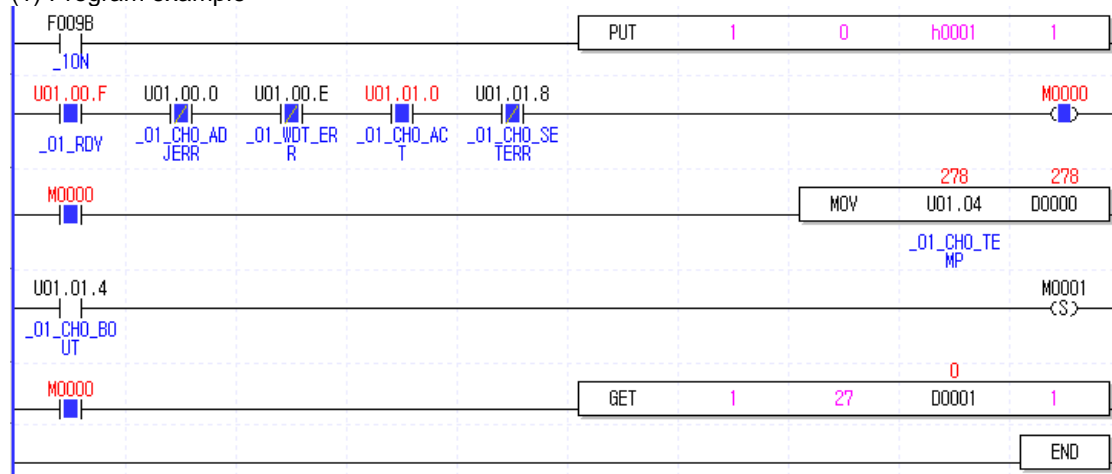 (1) Program example
F009B
PUT 1 0 h0001 1
_1ON
U01.00.F U01.00.0 U01.00.E U01.01.0 U01.01.8 M0000
_01_RDY _01_CH0_AD _01_WDT_ER _01_CH0_AC _01_CH0_SE
JERR R T TERR
278 278
M0000
MOV U01.04 D0000
_01_CH0_TE
MP
U01.01.4 M0001
(S)
_01_CH0_BO
UT
0
M0000
GET 1 27 D0001 1
END